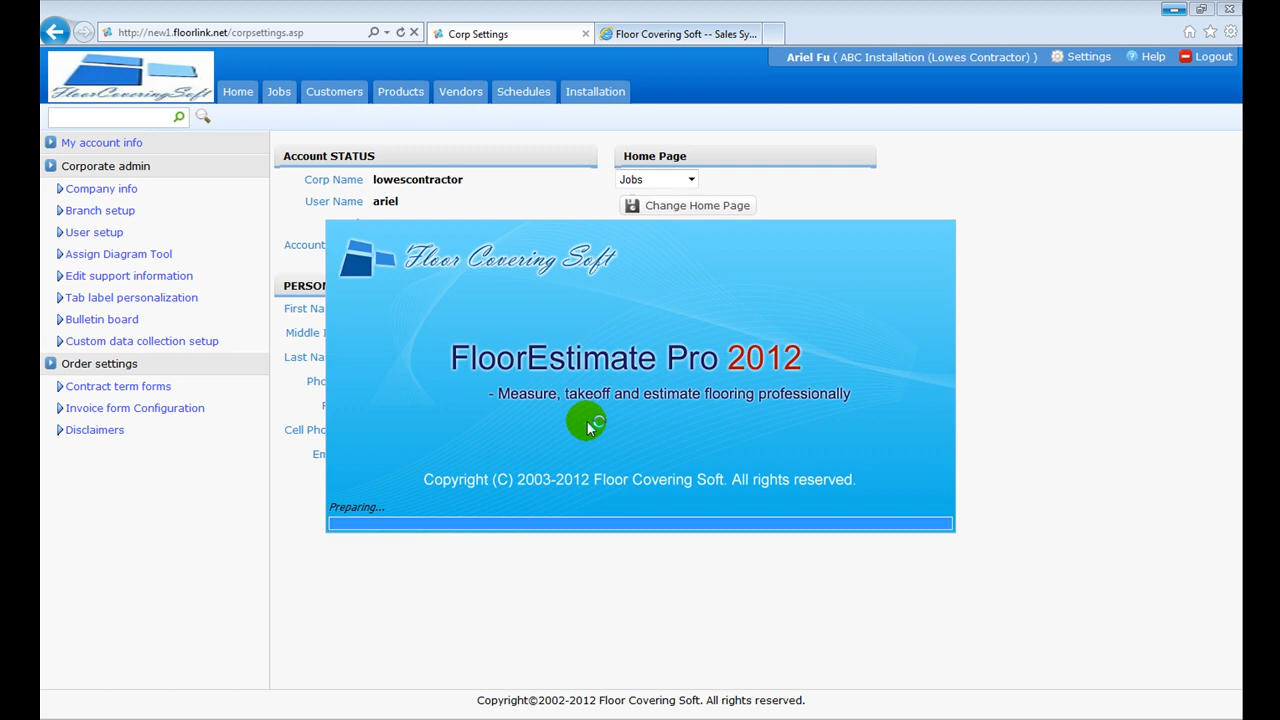 http://new1.floorlink.net/corpsettings.asp
Corp Settings
Floor Covering Soft -- Sales Sy...
Ariel Fu ( ABC Installation (Lowes Contractor) )
Settings
Help
Logout
FloorCoveringSoft
Home
Jobs
Customers
Products
Vendors
Schedules
Installation
My account info
Corporate admin
Company info
Branch setup
User setup
Assign Diagram Tool
Edit support information
Tab label personalization
Bulletin board
Custom data collection setup
Order settings
Contract term forms
Invoice form Configuration
Disclaimers
Account STATUS
Corp Name lowescontractor
User Name ariel
Account
Home Page
Jobs
Change Home Page
PERSON
First Na
Middle I
Last Na
Pho
F
Cell Pho
Em
Floor Covering Soft
FloorEstimate Pro 2012
- Measure, takeoff and estimate flooring professionally
Copyright (C) 2003-2012 Floor Covering Soft. All rights reserved.
Preparing...
Copyright©2002-2012 Floor Covering Soft. All rights reserved.